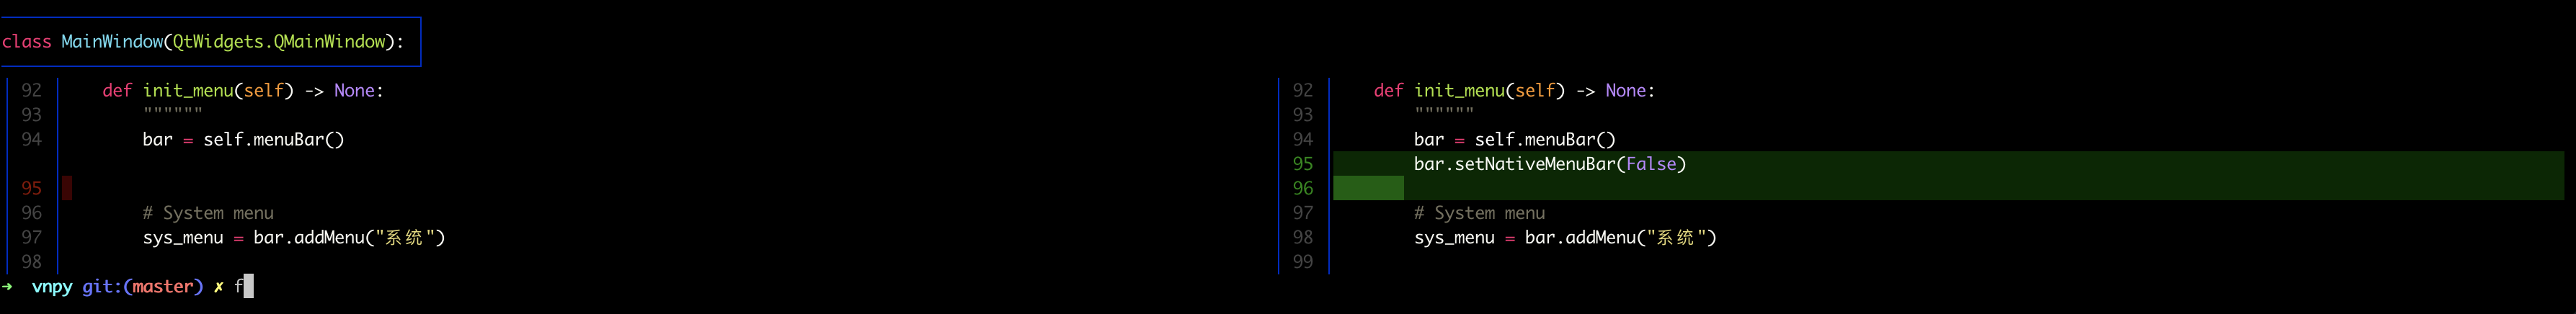 class MainWindow(QtWidgets.QMainWindow):
92 def init_menu(self) -> None:
93 """"""
94 bar = self.menuBar()
95
96 # System menu
97 sys_menu = bar.addMenu("系统")
98
92 def init_menu(self) -> None:
93 """"""
94 bar = self.menuBar()
95 bar.setNativeMenuBar(False)
96
97 # System menu
98 sys_menu = bar.addMenu("系统")
99
➜ vnpy git:(master) ✗ f